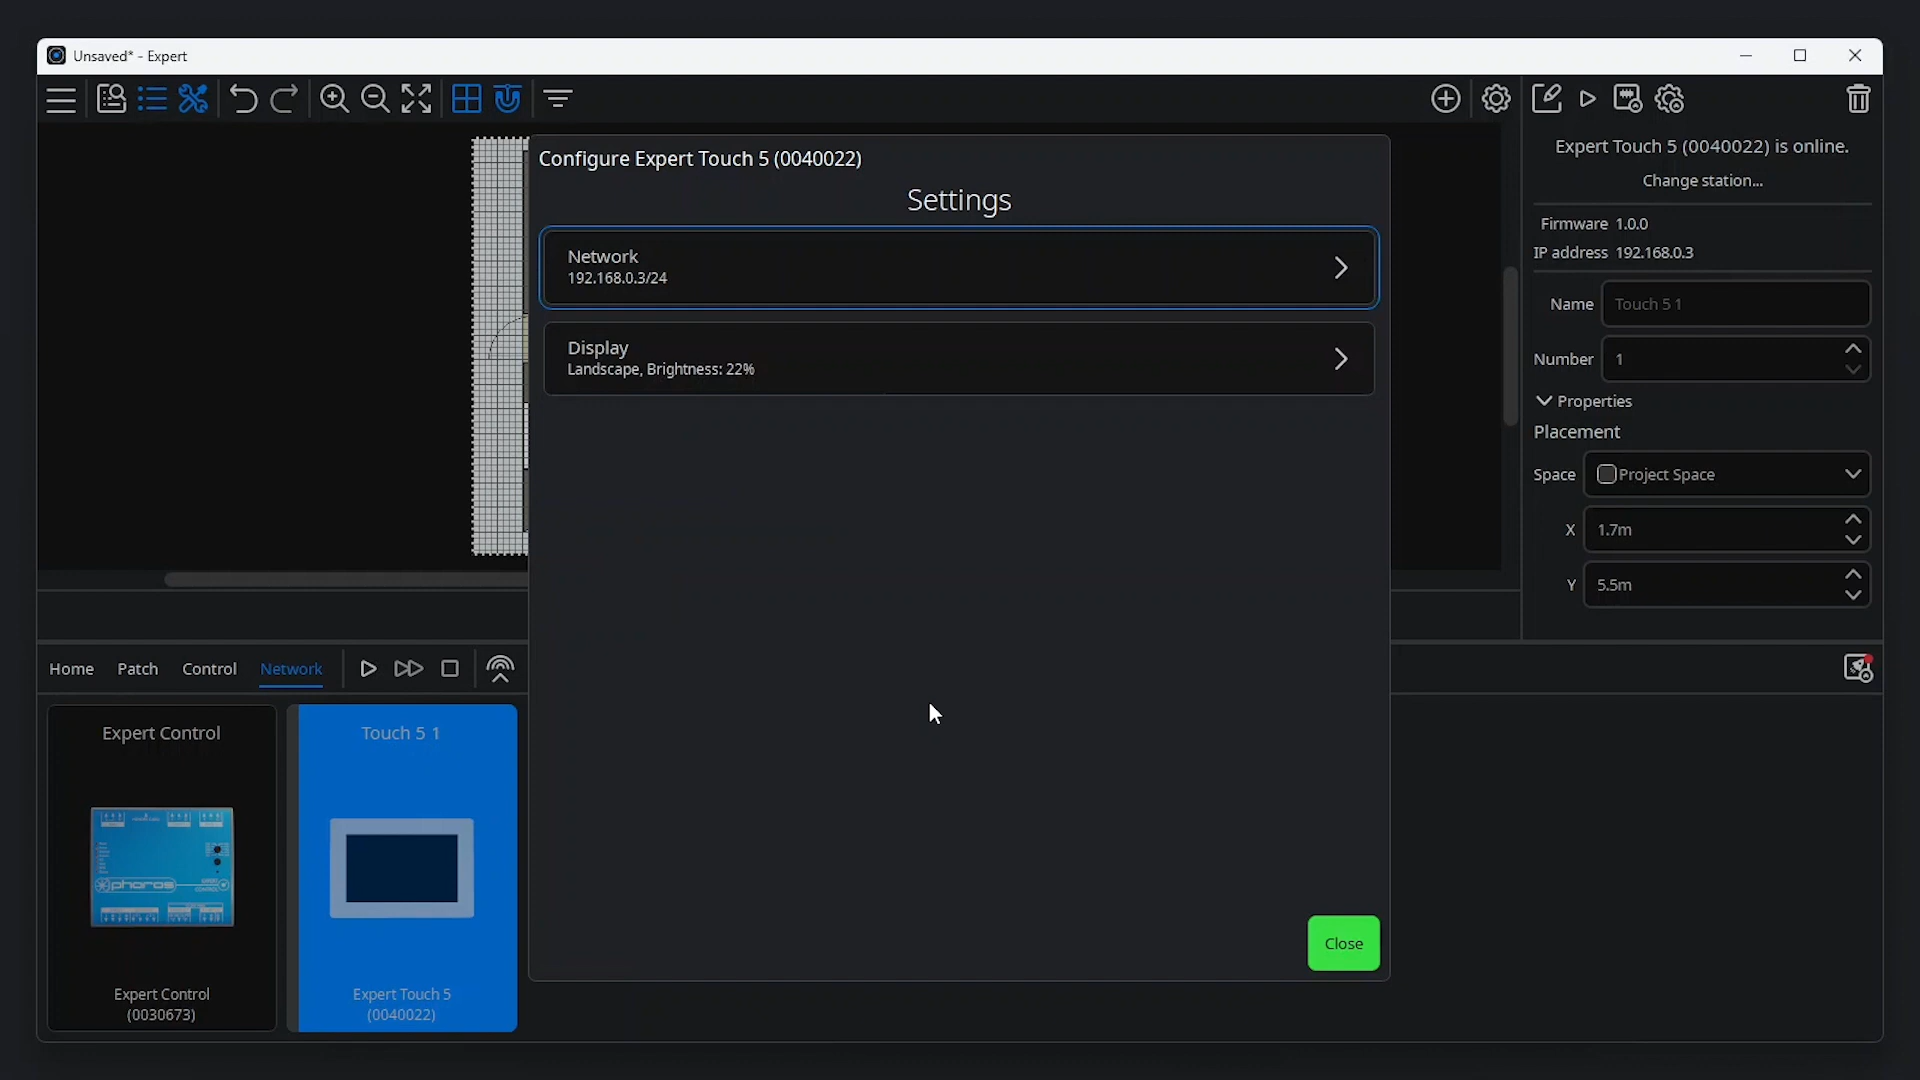 Unsaved* - Expert
Configure Expert Touch 5 (0040022)
Settings
Network
192.168.0.3/24
Display
Landscape, Brightness: 22%
Close
Expert Touch 5 (0040022) is online.
Change station...
Firmware 1.0.0
IP address 192.168.0.3
Name Touch 5 1
Number 1
Properties
Placement
Space Project Space
X 1.7m
Y 5.5m
Home Patch Control Network
Expert Control
pharos
Expert Control
(0030673)
Touch 5 1
Expert Touch 5
(0040022)